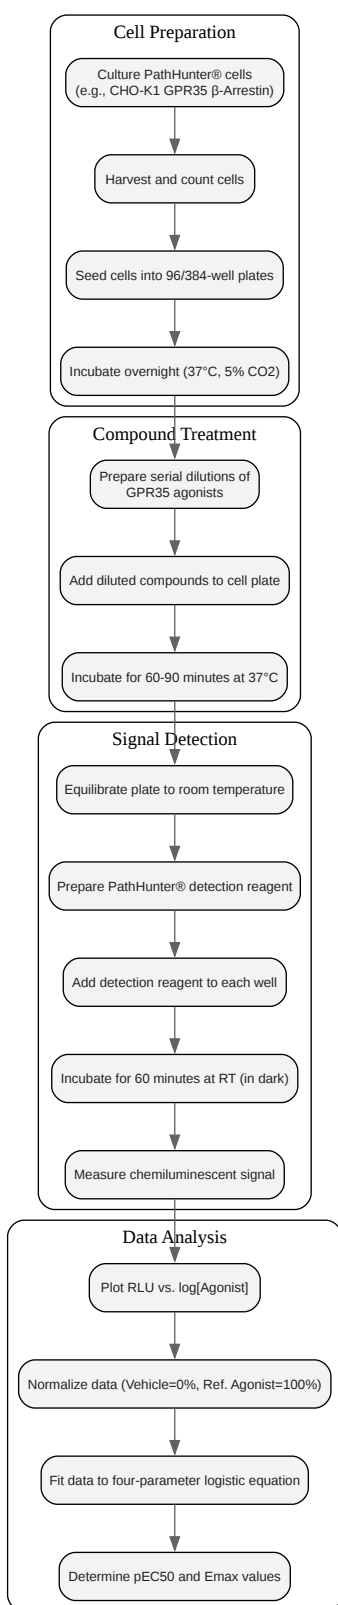 Cell Preparation
Culture PathHunter® cells
(e.g., CHO-K1 GPR35 β-Arrestin)
Harvest and count cells
Seed cells into 96/384-well plates
Incubate overnight (37°C, 5% CO2)
Compound Treatment
Prepare serial dilutions of
GPR35 agonists
Add diluted compounds to cell plate
Incubate for 60-90 minutes at 37°C
Signal Detection
Equilibrate plate to room temperature
Prepare PathHunter® detection reagent
Add detection reagent to each well
Incubate for 60 minutes at RT (in dark)
Measure chemiluminescent signal
Data Analysis
Plot RLU vs. log[Agonist]
Normalize data (Vehicle=0%, Ref. Agonist=100%)
Fit data to four-parameter logistic equation
Determine pEC50 and Emax values